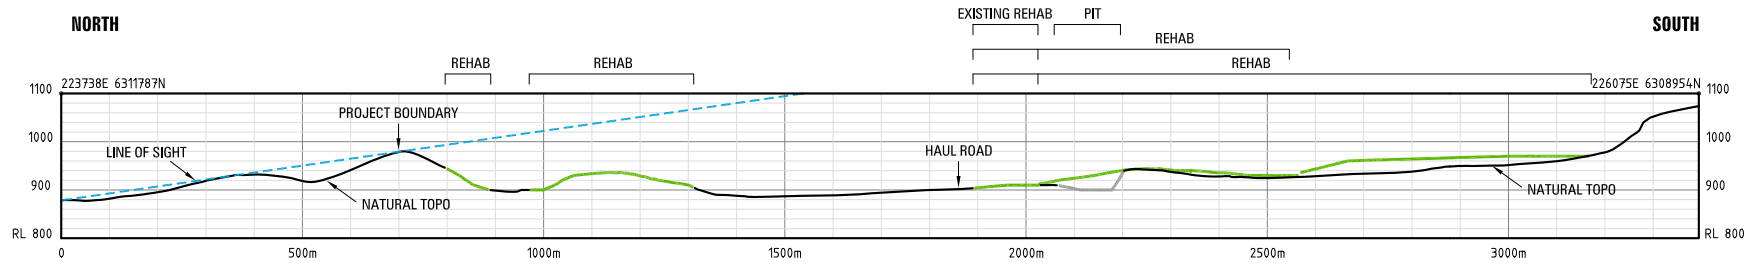 EXISTING REHAB PIT
NORTH SOUTH
REHAB
REHAB REHAB REHAB
223738E 6311787N 226075E 6308954N
1100 1100
PROJECT BOUNDARY
1000 1000
LINE OF SIGHT HAUL ROAD
900 900
NATURAL TOPO NATURAL TOPO
RL 800 RL 800
0 500m 1000m 1500m 2000m 2500m 3000m